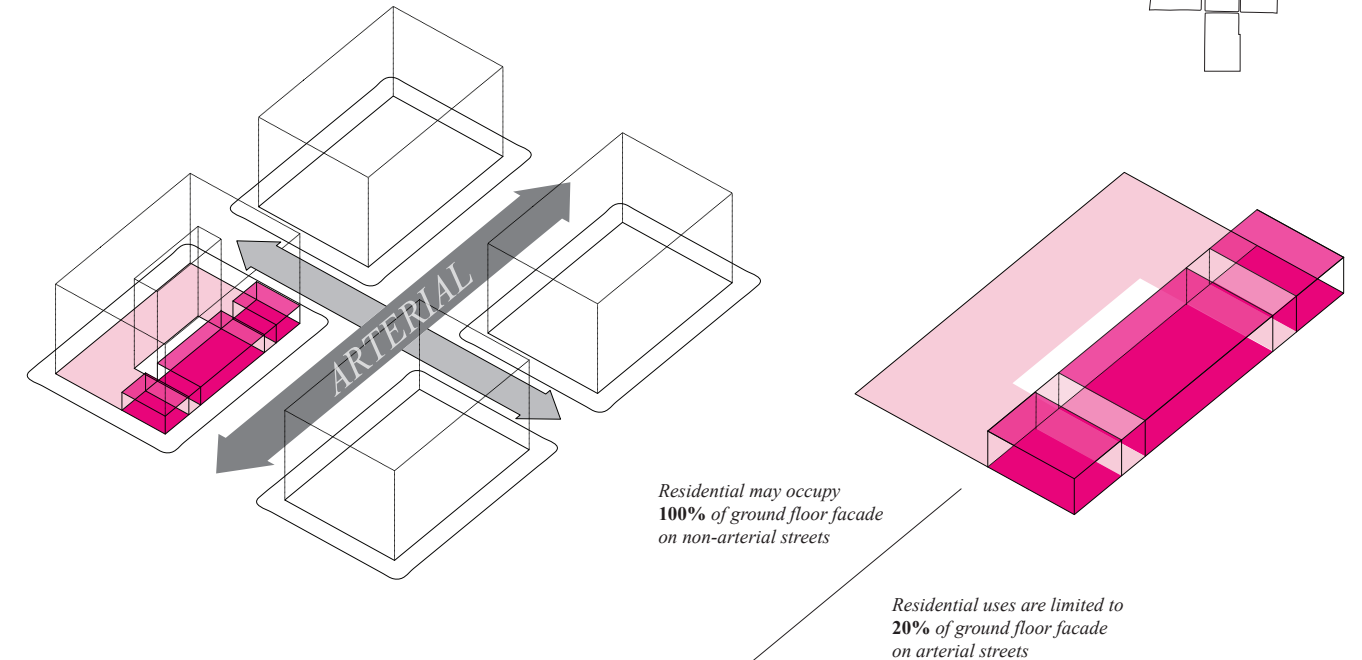 ARTERIAL
Residential may occupy
100% of ground floor facade
on non-arterial streets
Residential uses are limited to
20% of ground floor facade
on arterial streets